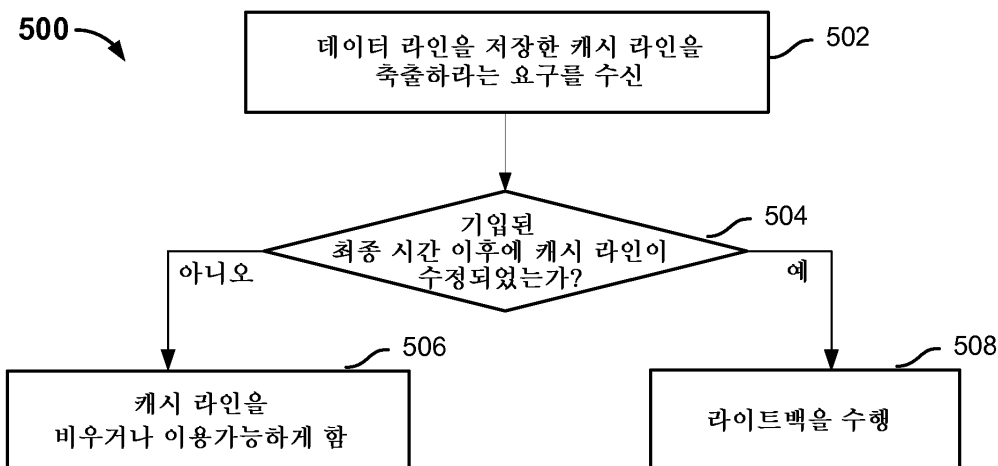 500
데이터 라인을 저장한 캐시 라인을
축출하라는 요구를 수신
502
기입된
최종 시간 이후에 캐시 라인이
수정되었는가?
504
아니오
예
506
캐시 라인을
비우거나 이용가능하게 함
508
라이트백을 수행